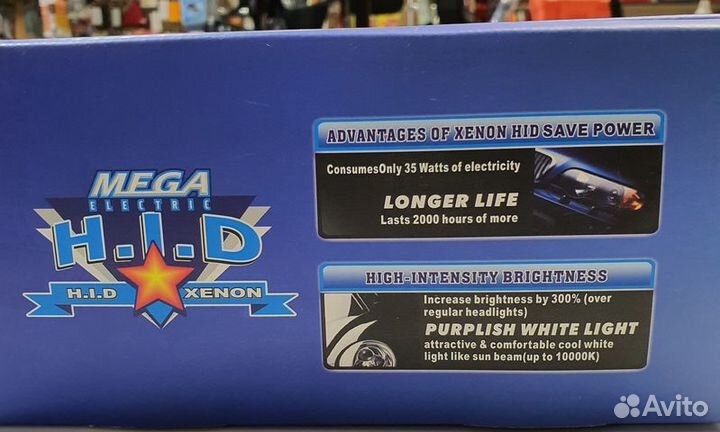 MEGA
ELECTRIC
H.I.D
H.I.D XENON
ADVANTAGES OF XENON HID SAVE POWER
ConsumesOnly 35 Watts of electricity
LONGER LIFE
Lasts 2000 hours of more
HIGH-INTENSITY BRIGHTNESS
Increase brightness by 300% (over
regular headlights)
PURPLISH WHITE LIGHT
attractive & comfortable cool white
light like sun beam(up to 10000K)
Avito